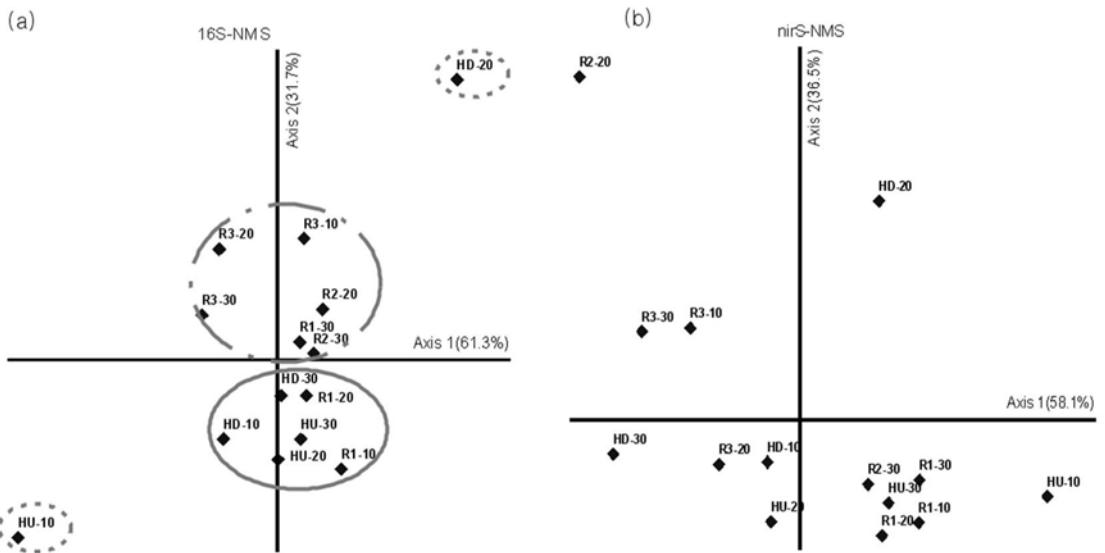 (a)
16S-NMS
HD-20
Axis 2(31.7%)
R3-20
R3-10
R3-30
R2-20
R1-30
R2-30
Axis 1(61.3%)
HD-30
R1-20
HD-10
HU-30
HU-20
R1-10
HU-10
(b)
nirS-NMS
R2-20
Axis 2(36.5%)
HD-20
R3-30
R3-10
Axis 1(58.1%)
HD-30
R3-20
HD-10
R2-30
R1-30
HU-30
HU-10
HU-20
R1-20
R1-10